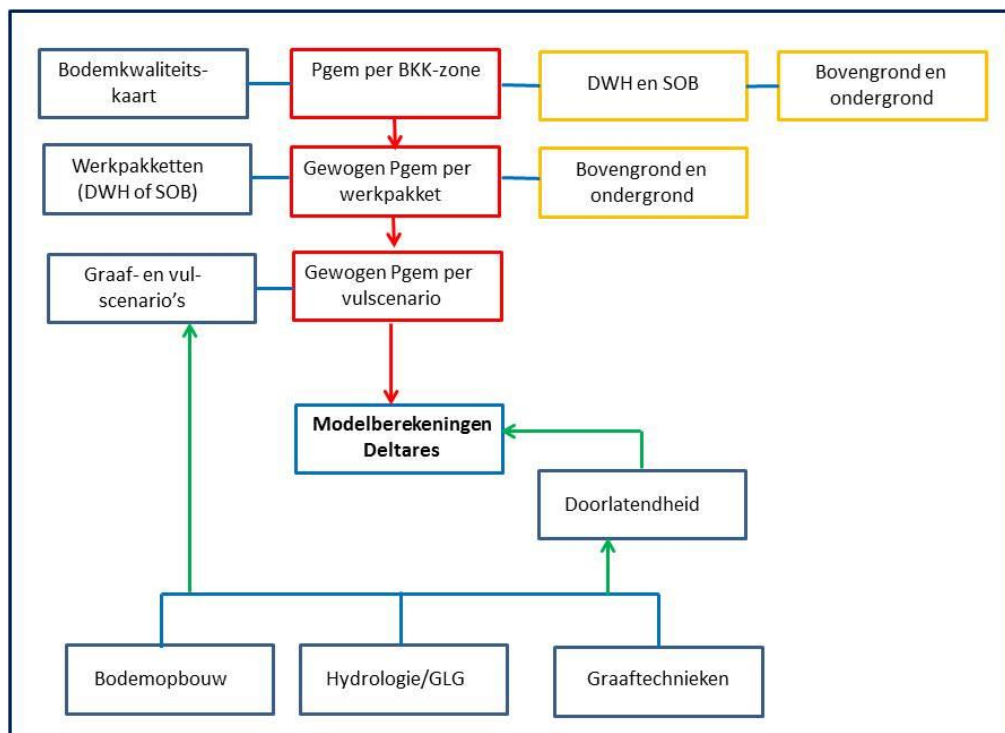 Bodemkwaliteits-
kaart
Pgem per BKK-zone
DWH en SOB
Bovengrond en
ondergrond
Werkpakketten
(DWH of SOB)
Gewogen Pgem per
werkpakket
Bovengrond en
ondergrond
Graaf- en vul-
scenario's
Gewogen Pgem per
vulscenario
Modelberekeningen
Deltares
Doorlatendheid
Bodemopbouw
Hydrologie/GLG
Graaftechnieken